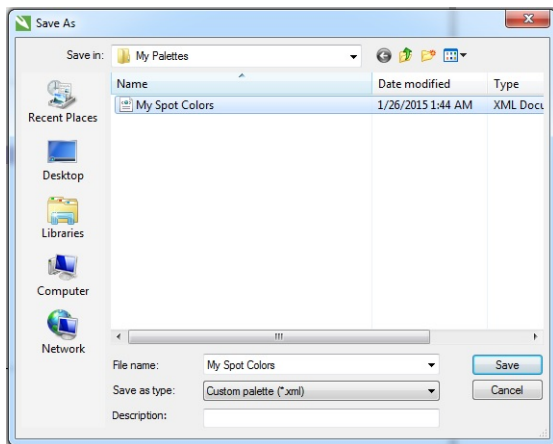 Save As
Save in: My Palettes
Name Date modified Type
My Spot Colors 1/26/2015 1:44 AM XML Docu
Recent Places
Desktop
Libraries
Computer
Network
File name: My Spot Colors Save
Save as type: Custom palette (*.xml) Cancel
Description: